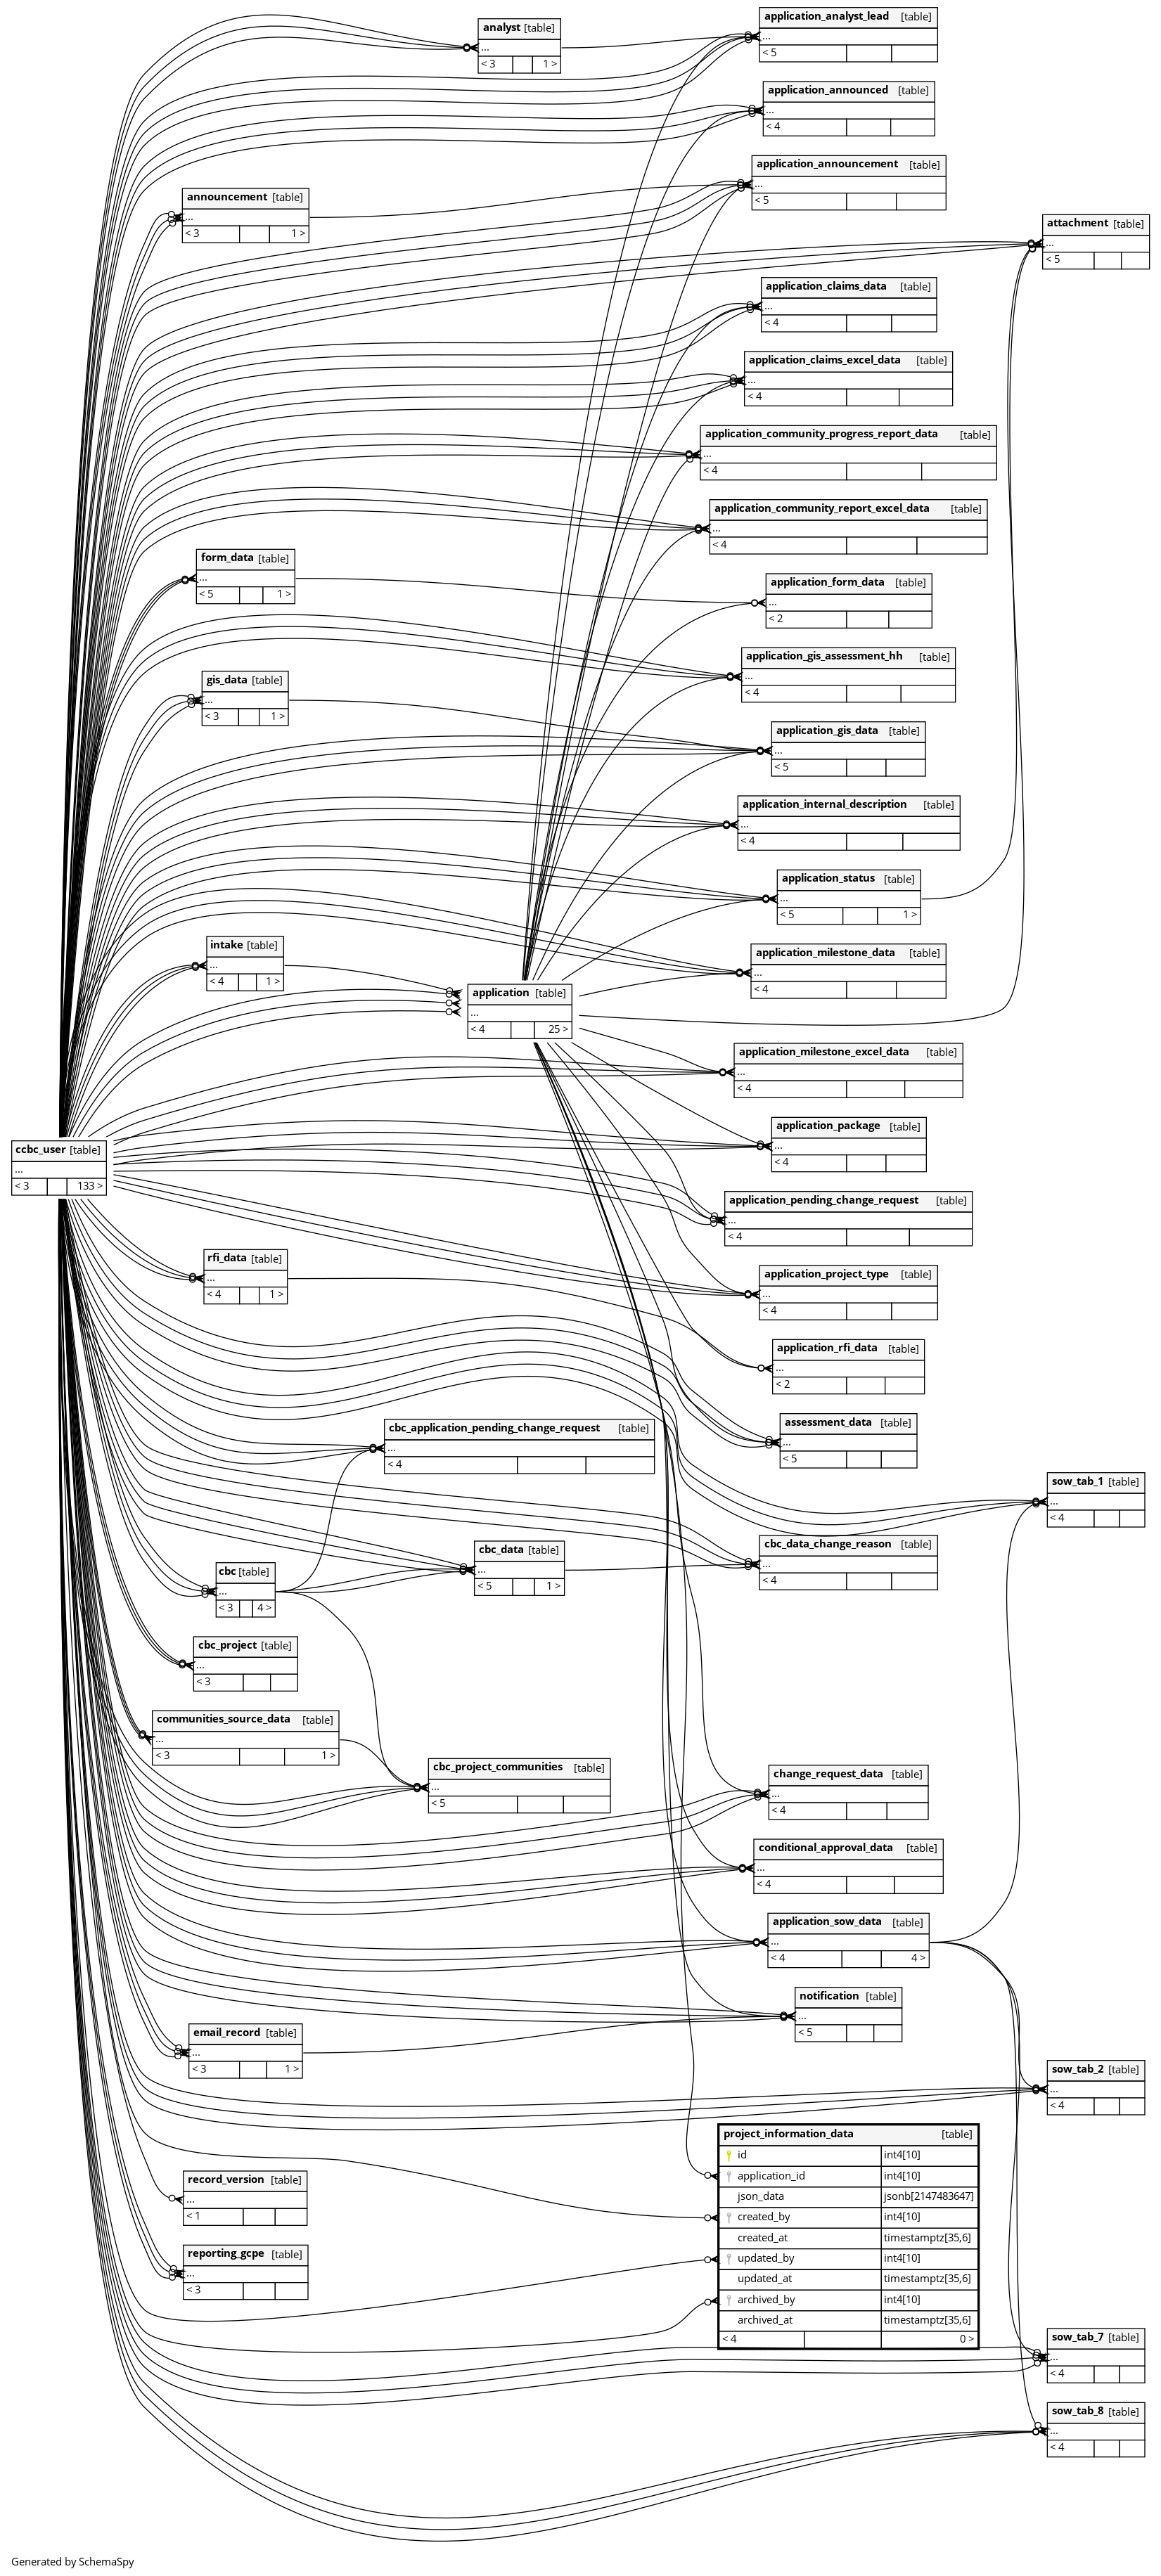 analyst [table]
...
< 3 1 >
application_analyst_lead [table]
...
< 5
application_announced [table]
...
< 4
application_announcement [table]
...
< 5
announcement [table]
...
< 3 1 >
attachment [table]
...
< 5
application_claims_data [table]
...
< 4
application_claims_excel_data [table]
...
< 4
application_community_progress_report_data [table]
...
< 4
application_community_report_excel_data [table]
...
< 4
form_data [table]
...
< 5 1 >
application_form_data [table]
...
< 2
application_gis_assessment_hh [table]
...
< 4
gis_data [table]
...
< 3 1 >
application_gis_data [table]
...
< 5
application_internal_description [table]
...
< 4
application_status [table]
...
< 5 1 >
intake [table]
...
< 4 1 >
application_milestone_data [table]
...
< 4
application [table]
...
< 4 25 >
application_milestone_excel_data [table]
...
< 4
application_package [table]
...
< 4
ccbc_user [table]
...
< 3 133 >
application_pending_change_request [table]
...
< 4
rfi_data [table]
...
< 4 1 >
application_project_type [table]
...
< 4
application_rfi_data [table]
...
< 2
assessment_data [table]
...
< 5
cbc_application_pending_change_request [table]
...
< 4
sow_tab_1 [table]
...
< 4
cbc_data_change_reason [table]
...
< 4
cbc_data [table]
...
< 5 1 >
cbc [table]
...
< 3 4 >
cbc_project [table]
...
< 3
communities_source_data [table]
...
< 3 1 >
cbc_project_communities [table]
...
< 5
change_request_data [table]
...
< 4
conditional_approval_data [table]
...
< 4
application_sow_data [table]
...
< 4 4 >
notification [table]
...
< 5
email_record [table]
...
< 3 1 >
sow_tab_2 [table]
...
< 4
project_information_data [table]
id int4[10]
application_id int4[10]
json_data jsonb[2147483647]
created_by int4[10]
created_at timestamptz[35,6]
updated_by int4[10]
updated_at timestamptz[35,6]
archived_by int4[10]
archived_at timestamptz[35,6]
< 4 0 >
record_version [table]
...
< 1
reporting_gcpe [table]
...
< 3
sow_tab_7 [table]
...
< 4
sow_tab_8 [table]
...
< 4
Generated by SchemaSpy